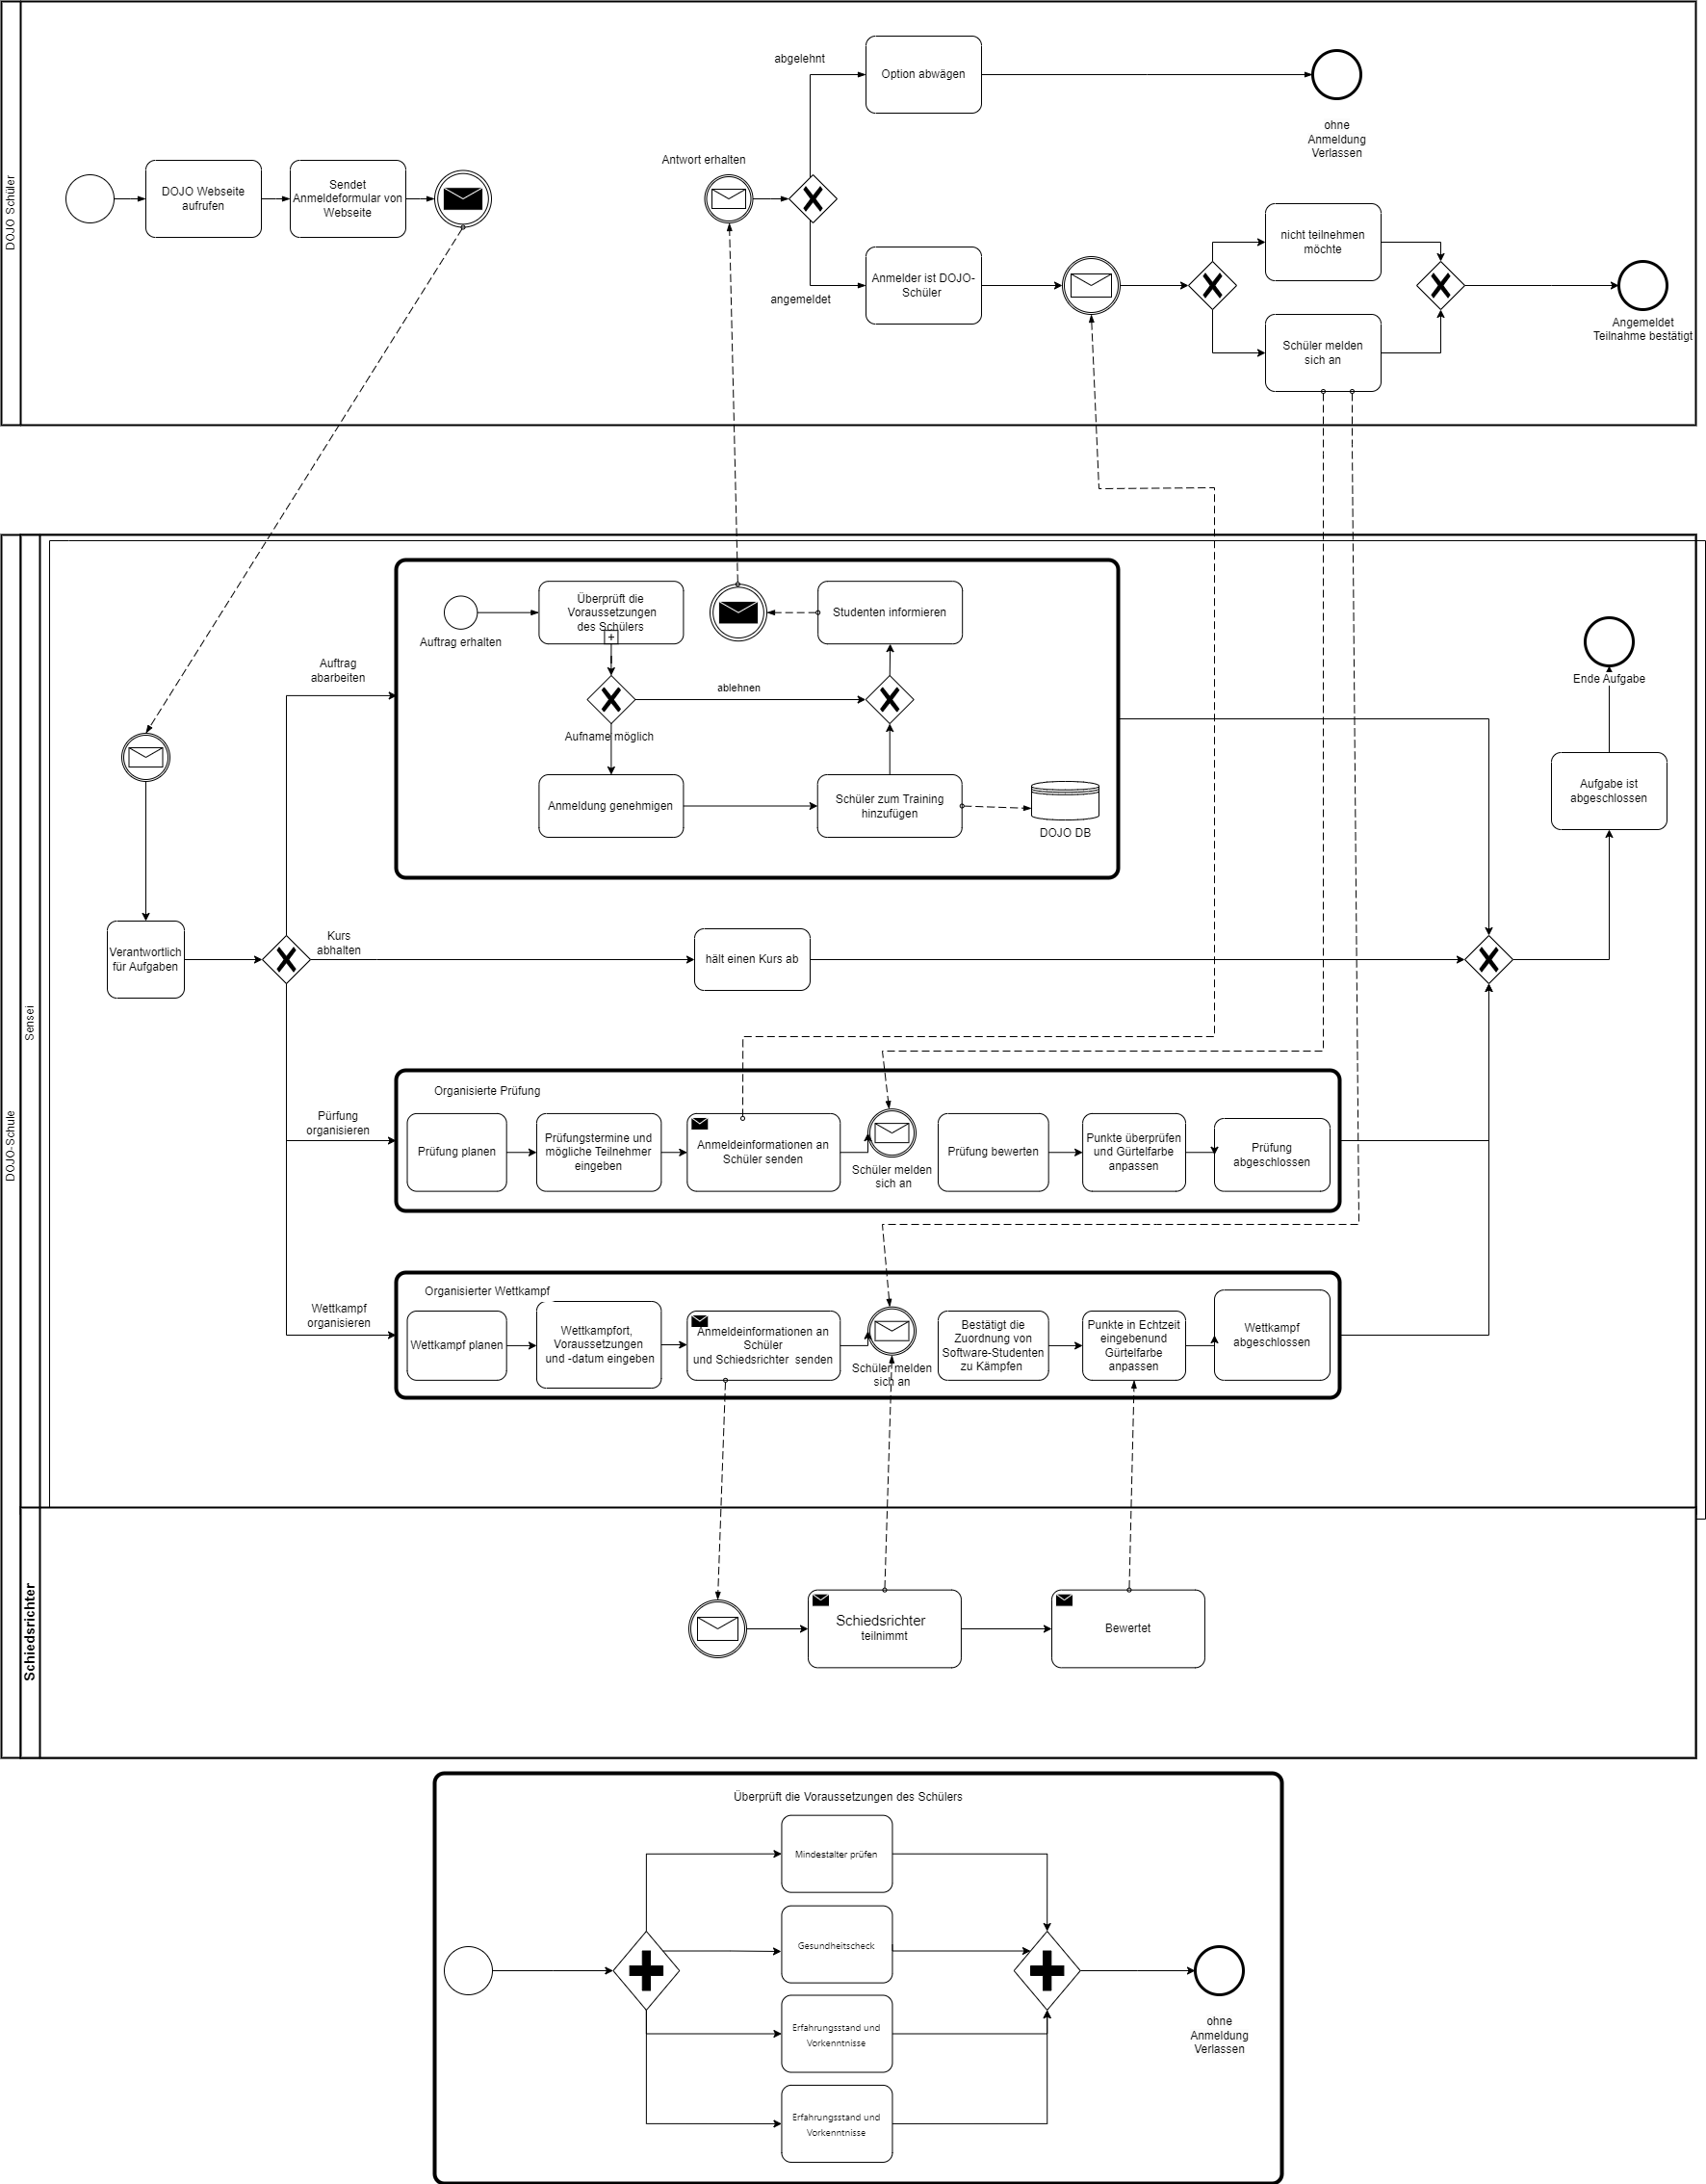 DOJO Schüler
abgelehnt
Option abwägen
ohne
Anmeldung
Verlassen
Antwort erhalten
DOJO Webseite
aufrufen
Sendet
Anmeldeformular von
Webseite
nicht teilnehmen
möchte
Anmelder ist DOJO-
Schüler
angemeldet
Angemeldet
Teilnahme bestätigt
Schüler melden
sich an
DOJO-Schule
Sensei
Auftrag erhalten
Überprüft die
Voraussetzungen
des Schülers
Studenten informieren
Auftrag
abarbeiten
ablehnen
Aufname möglich
Anmeldung genehmigen
Schüler zum Training
hinzufügen
DOJO DB
Ende Aufgabe
Aufgabe ist
abgeschlossen
Verantwortlich
für Aufgaben
Kurs
abhalten
hält einen Kurs ab
Pürfung
organisieren
Organisierte Prüfung
Prüfung planen
Prüfungstermine und
mögliche Teilnehmer
eingeben
Anmeldeinformationen an
Schüler senden
Schüler melden
sich an
Prüfung bewerten
Punkte überprüfen
und Gürtelfarbe
anpassen
Prüfung
abgeschlossen
Wettkampf
organisieren
Organisierter Wettkampf
Wettkampf planen
Wettkampfort,
Voraussetzungen
und -datum eingeben
Anmeldeinformationen an
Schüler
und Schiedsrichter senden
Schüler melden
sich an
Bestätigt die
Zuordnung von
Software-Studenten
zu Kämpfen
Punkte in Echtzeit
eingebenund
Gürtelfarbe
anpassen
Wettkampf
abgeschlossen
Schiedsrichter
Schiedsrichter
teilnimmt
Bewertet
Überprüft die Voraussetzungen des Schülers
Mindestalter prüfen
Gesundheitscheck
Erfahrungsstand und
Vorkenntnisse
Erfahrungsstand und
Vorkenntnisse
ohne
Anmeldung
Verlassen